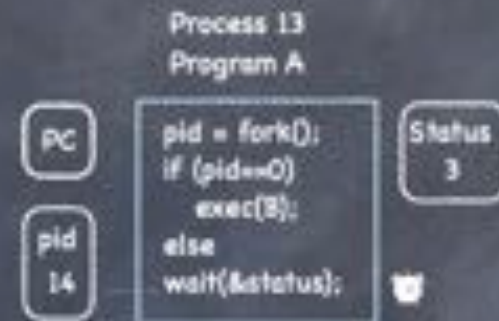 Process 13
Program A
PC
pid
14
pid = fork();
if (pid==0)
exec(B);
else
wait(&status);
Status
3